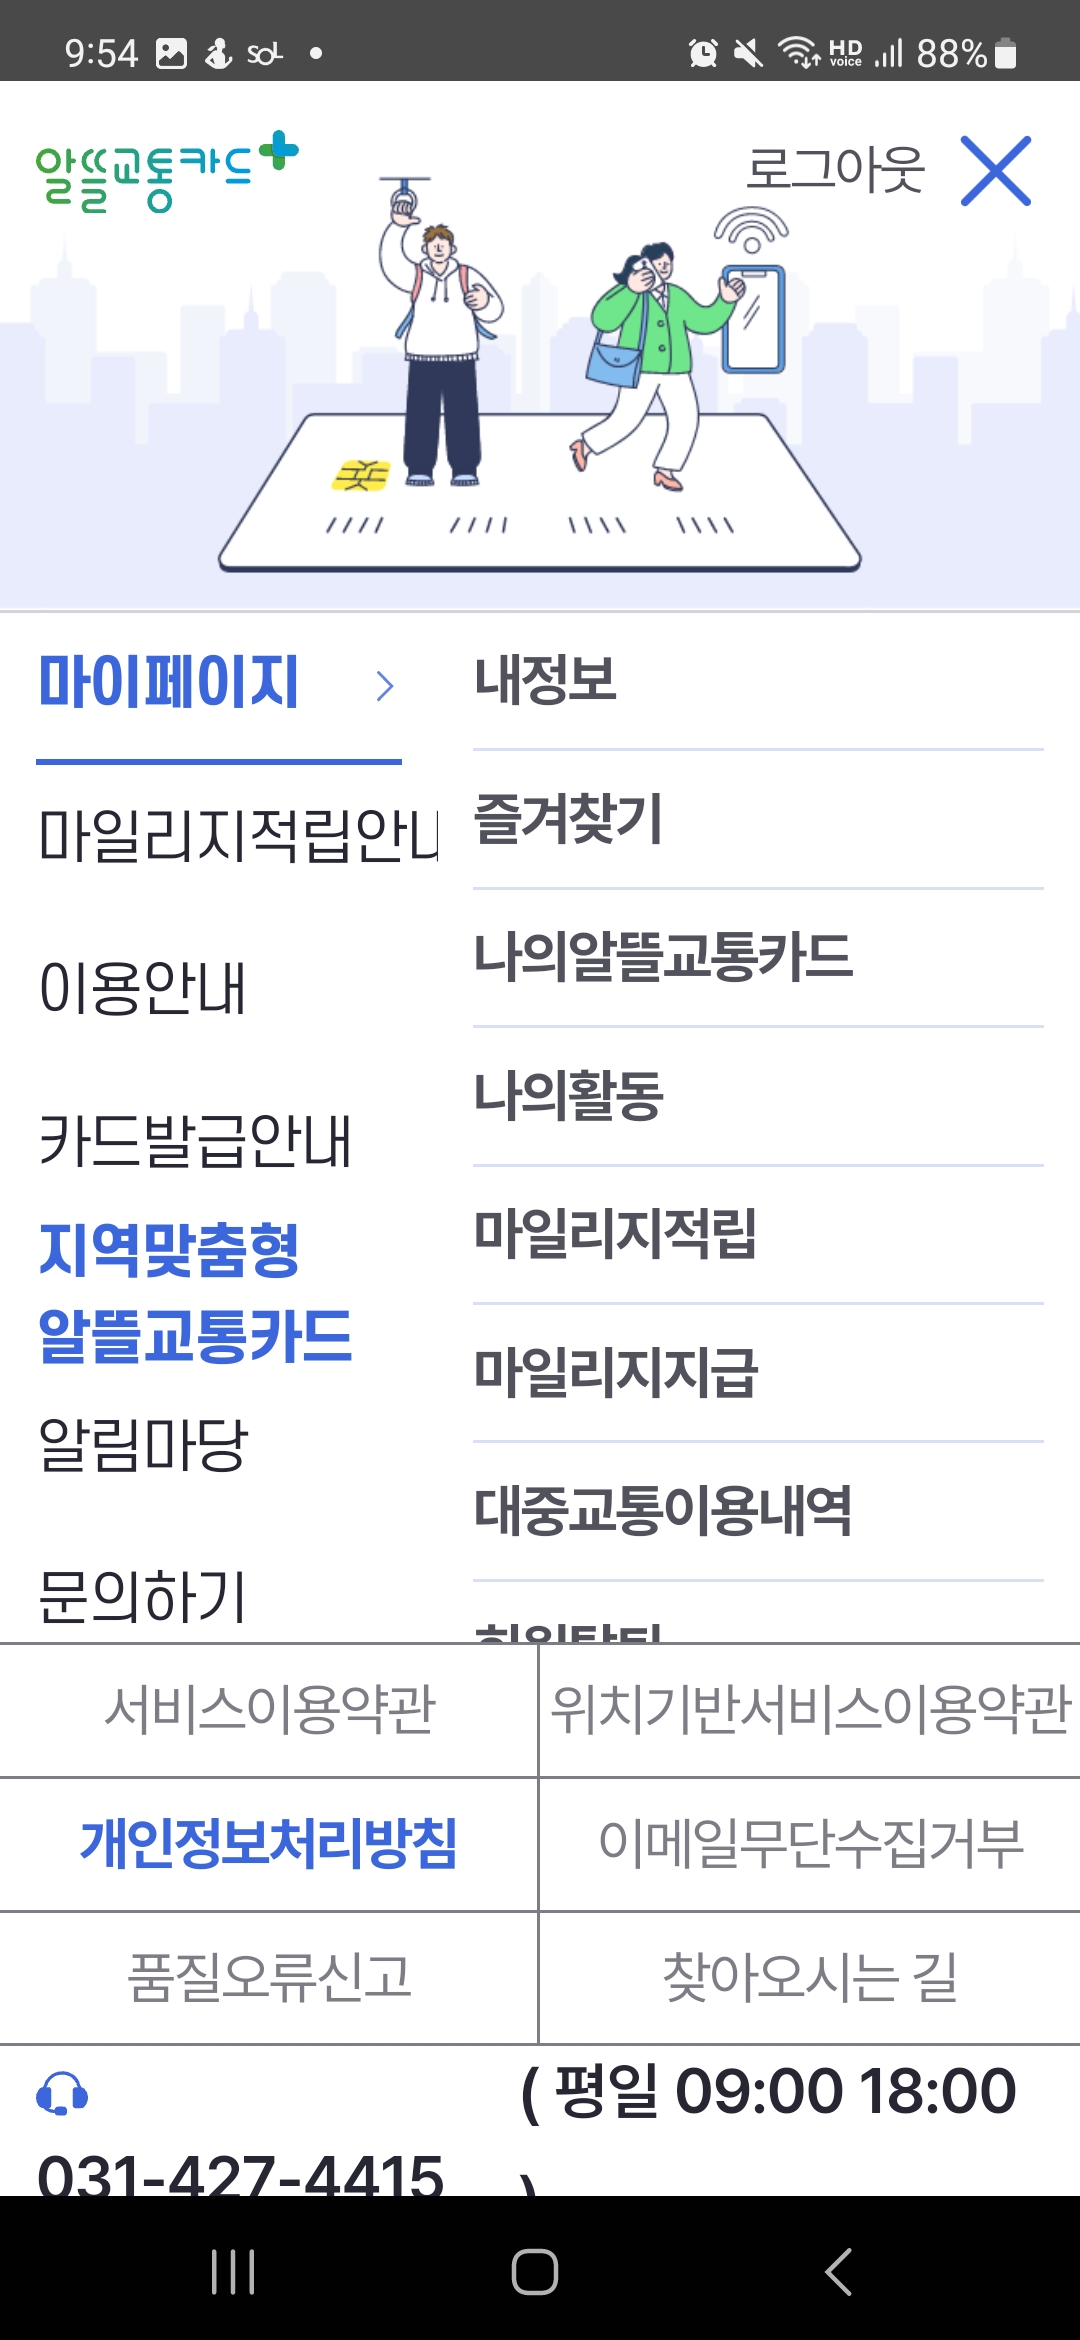 9:54 SOL HD voice 88%
알뜰교통카드
로그아웃
마이페이지
마일리지적립안내
이용안내
카드발급안내
지역맞춤형
알뜰교통카드
알림마당
문의하기
내정보
즐겨찾기
나의알뜰교통카드
나의활동
마일리지적립
마일리지지급
대중교통이용내역
서비스이용약관
위치기반서비스이용약관
개인정보처리방침
이메일무단수집거부
품질오류신고
찾아오시는 길
031-427-4415
( 평일 09:00 18:00
)